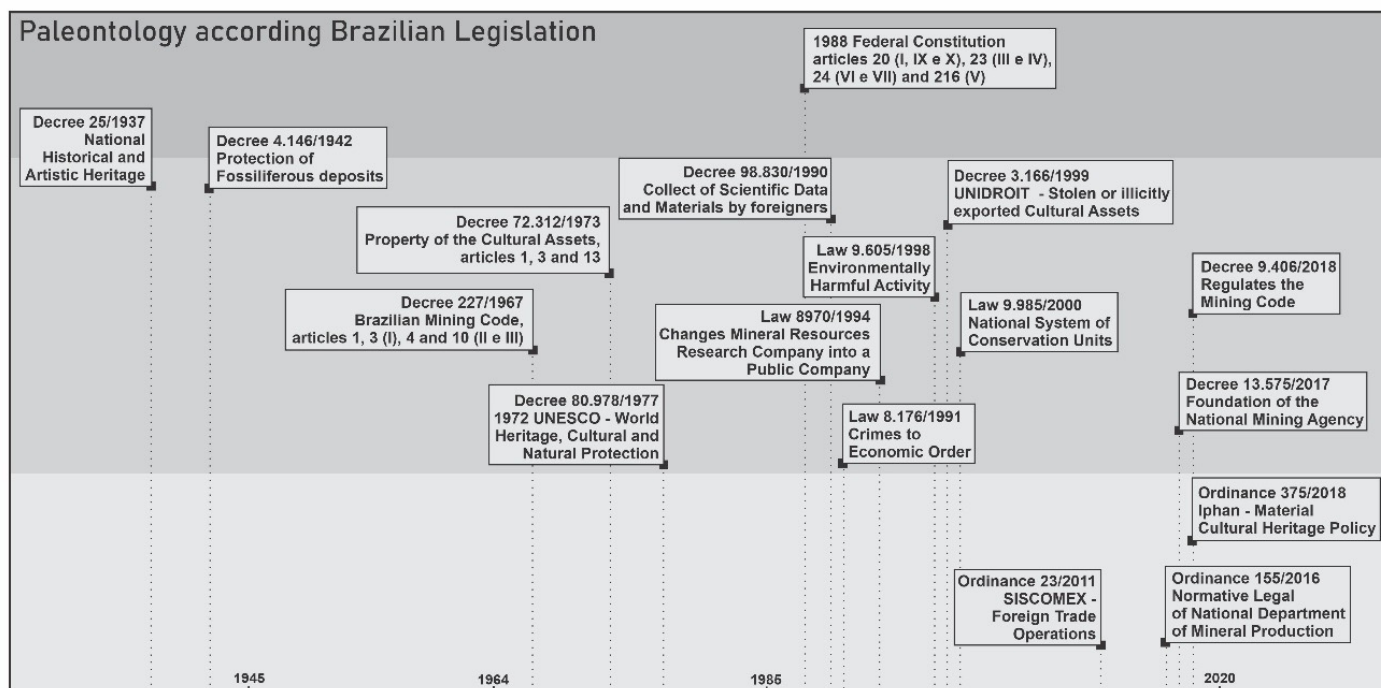 Paleontology according Brazilian Legislation
1988 Federal Constitution
articles 20 (I, IX e X), 23 (III e IV),
24 (VI e VII) and 216 (V)
Decree 25/1937
National
Historical and
Artistic Heritage
Decree 4.146/1942
Protection of
Fossiliferous deposits
Decree 98.830/1990
Collect of Scientific Data
and Materials by foreigners
Decree 3.166/1999
UNIDROIT - Stolen or illicitly
exported Cultural Assets
Decree 72.312/1973
Property of the Cultural Assets,
articles 1, 3 and 13
Law 9.605/1998
Environmentally
Harmful Activity
Decree 9.406/2018
Regulates the
Mining Code
Decree 227/1967
Brazilian Mining Code,
articles 1, 3 (I), 4 and 10 (II e III)
Law 8970/1994
Changes Mineral Resources
Research Company into a
Public Company
Law 9.985/2000
National System of
Conservation Units
Decree 80.978/1977
1972 UNESCO - World
Heritage, Cultural and
Natural Protection
Law 8.176/1991
Crimes to
Economic Order
Decree 13.575/2017
Foundation of the
National Mining Agency
Ordinance 375/2018
Iphan - Material
Cultural Heritage Policy
Ordinance 23/2011
SISCOMEX -
Foreign Trade
Operations
Ordinance 155/2016
Normative Legal
of National Department
of Mineral Production
1945
1964
1985
2020